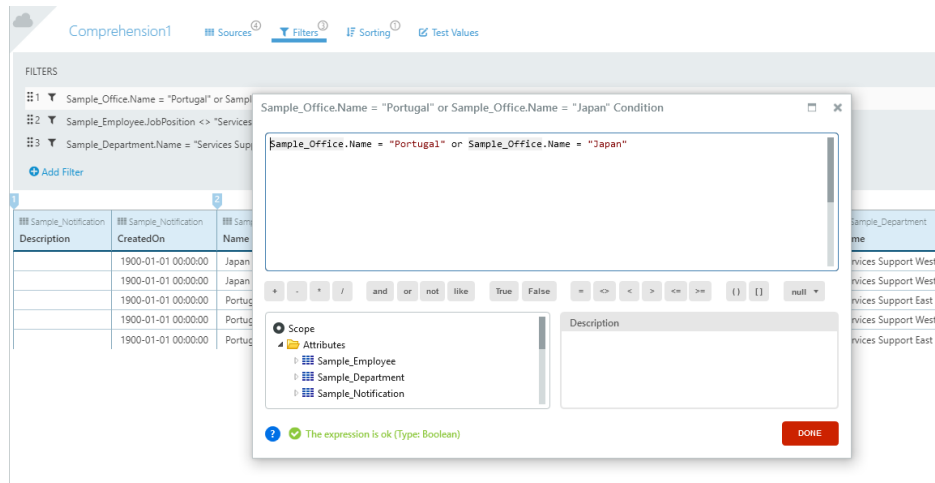 Comprehension1 Sources 4 Filters 3 Sorting 1 Test Values
FILTERS
1 Sample_Office.Name = "Portugal" or Sampl
2 Sample_Employee.JobPosition <> "Services
3 Sample_Department.Name = "Services Sup
Add Filter
Sample_Office.Name = "Portugal" or Sample_Office.Name = "Japan" Condition
Sample_Office.Name = "Portugal" or Sample_Office.Name = "Japan"
+ - * / and or not like True False = <> < > <= >= () [] null
Scope
Attributes
Sample_Employee
Sample_Department
Sample_Notification
Description
? The expression is ok (Type: Boolean)
DONE
1 2
Sample_Notification Sample_Notification Sam Sample_Department
Description CreatedOn Name me
1900-01-01 00:00:00 Japan rvices Support West
1900-01-01 00:00:00 Japan rvices Support West
1900-01-01 00:00:00 Portug rvices Support East
1900-01-01 00:00:00 Portug rvices Support West
1900-01-01 00:00:00 Portug rvices Support East